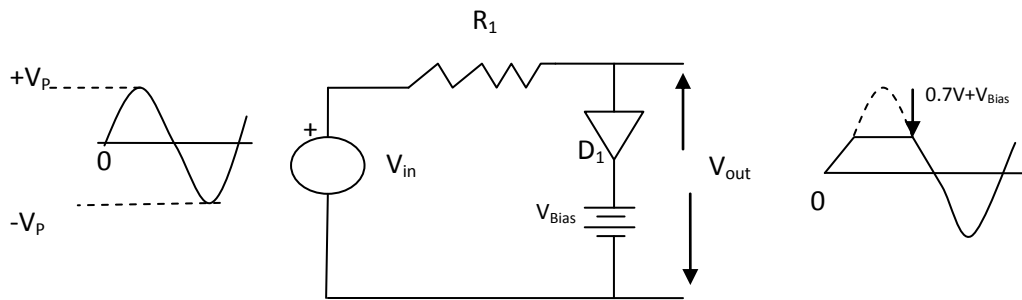 R1
+VP
0
-VP
+
Vin
D1
VBias
Vout
0.7V+VBias
0